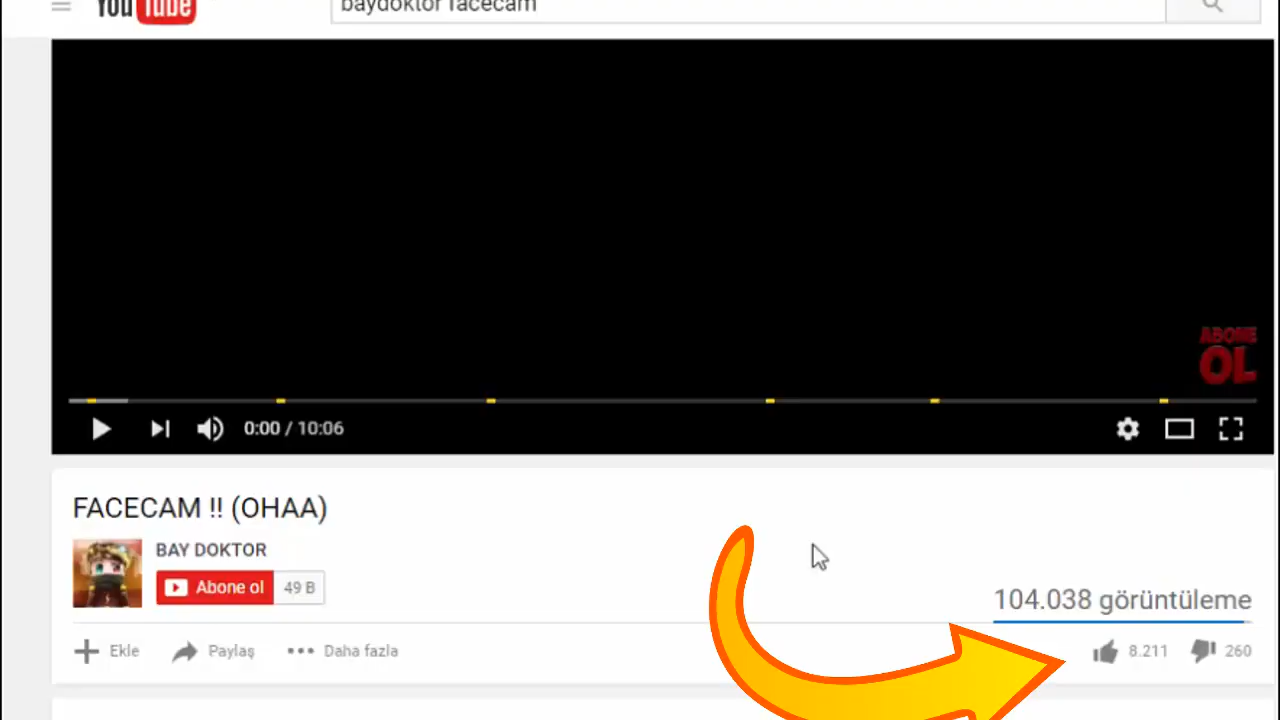 YouTube
baydoktor facecam
ABONE
OL
0:00 / 10:06
FACECAM !! (OHAA)
BAY DOKTOR
Abone ol 49 B
104.038 görüntüleme
Ekle Paylaş Daha fazla 8.211 260